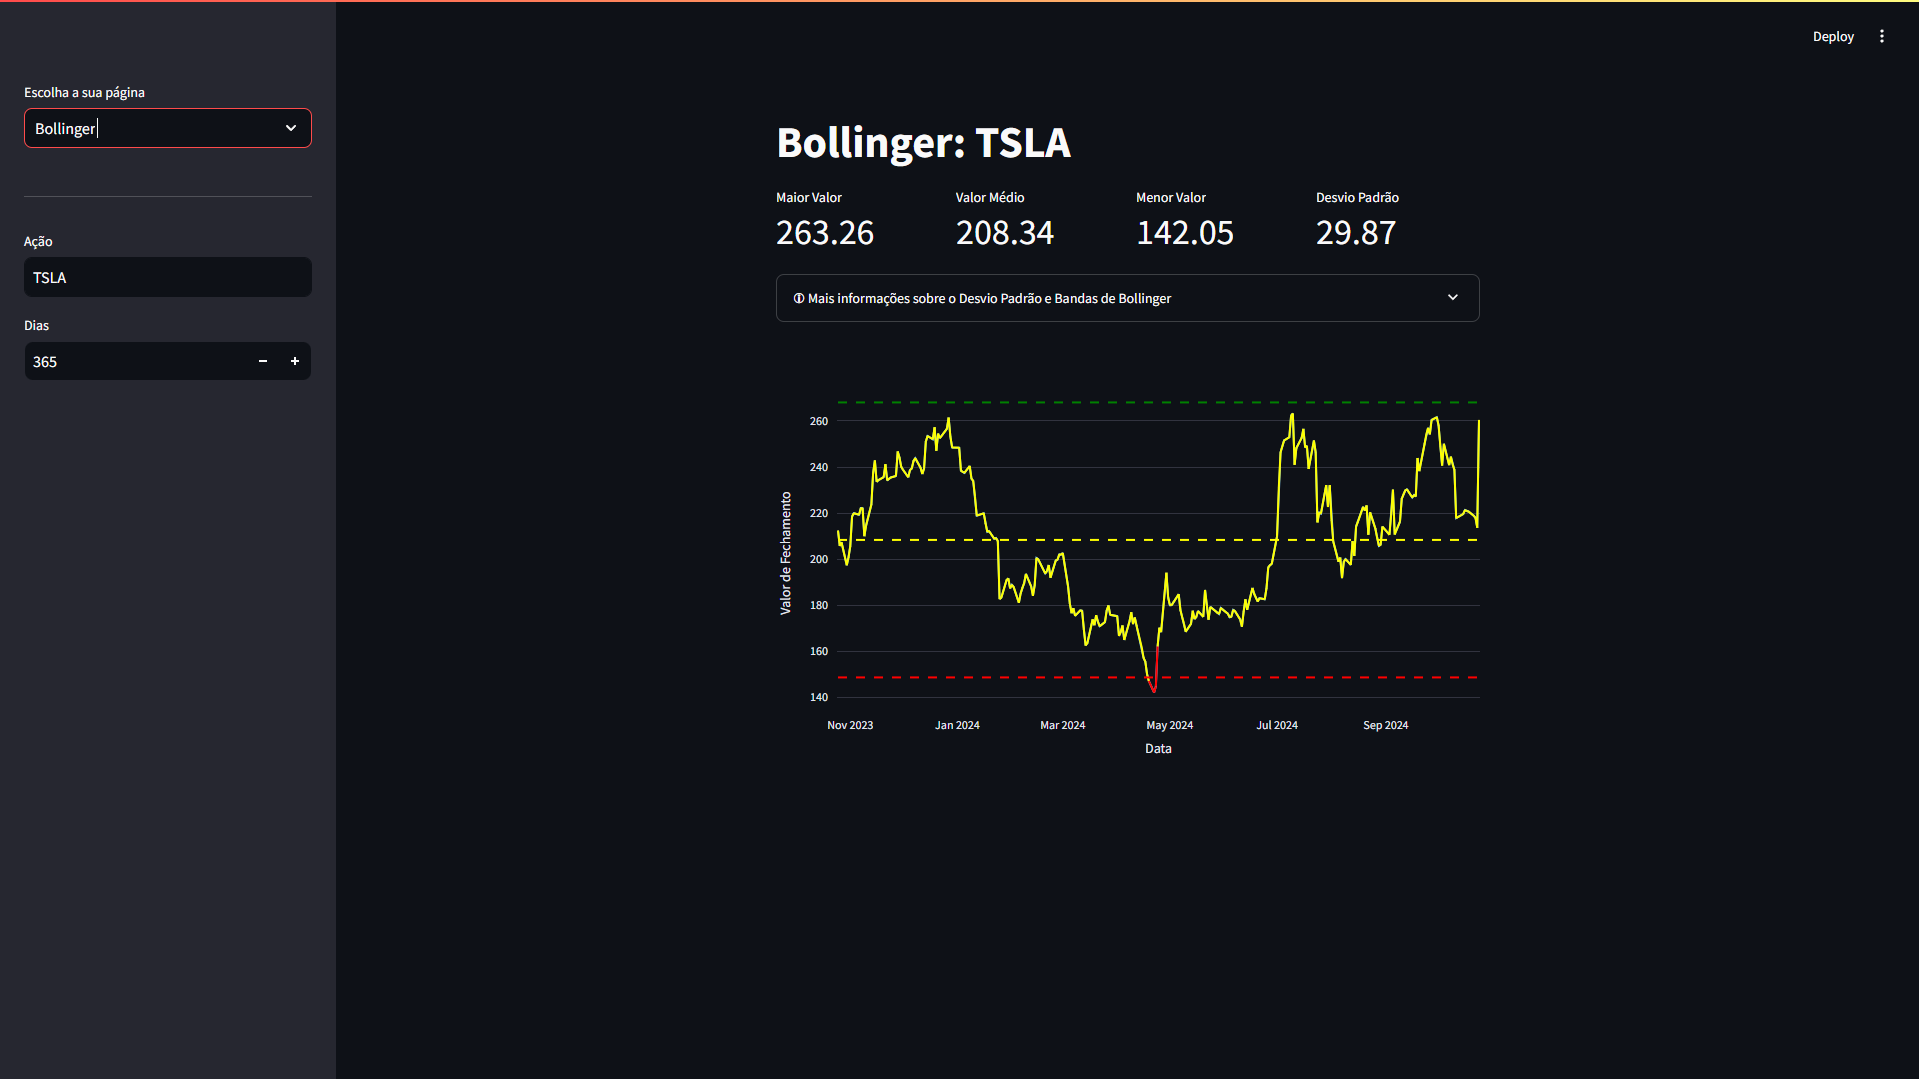 Deploy
Escolha a sua página
Bollinger
Ação
TSLA
Dias
365
Bollinger: TSLA
Maior Valor Valor Médio Menor Valor Desvio Padrão
263.26 208.34 142.05 29.87
Mais informações sobre o Desvio Padrão e Bandas de Bollinger
260
240
220
200
180
160
140
Valor de Fechamento
Nov 2023 Jan 2024 Mar 2024 May 2024 Jul 2024 Sep 2024
Data